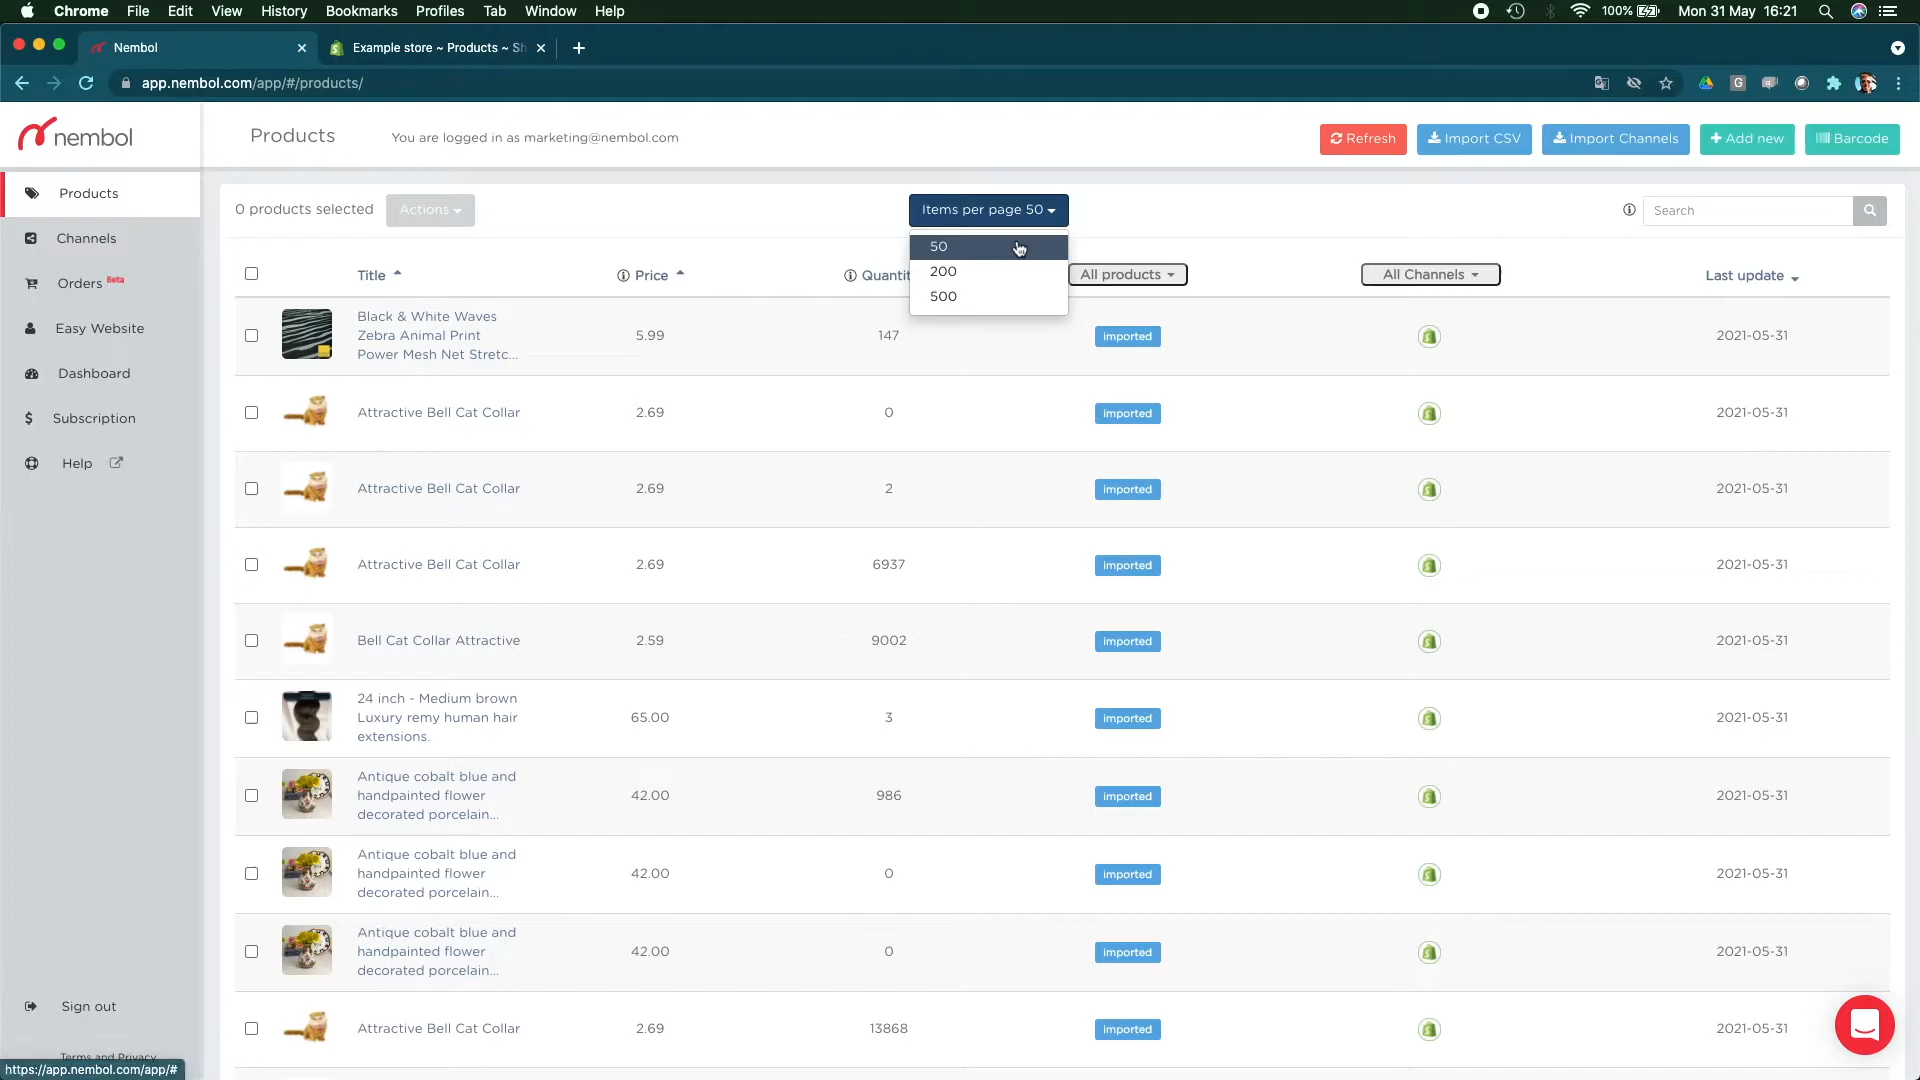 Chrome File Edit View History Bookmarks Profiles Tab Window Help 100% Mon 31 May 16:21
Nembol
Example store ~ Products ~ Sh
app.nembol.com/app/#/products/
nembol
Products
You are logged in as marketing@nembol.com
Refresh
Import CSV
Import Channels
Add new
Barcode
Products
Channels
Orders Beta
Easy Website
Dashboard
$ Subscription
Help
Sign out
Terms and Privacy
https://app.nembol.com/app/#
0 products selected
Actions
Items per page 50
50
200
500
Search
Title Price Quantit All products All Channels Last update
Black & White Waves
Zebra Animal Print
Power Mesh Net Stretc...
5.99 147 imported 2021-05-31
Attractive Bell Cat Collar 2.69 0 imported 2021-05-31
Attractive Bell Cat Collar 2.69 2 imported 2021-05-31
Attractive Bell Cat Collar 2.69 6937 imported 2021-05-31
Bell Cat Collar Attractive 2.59 9002 imported 2021-05-31
24 inch - Medium brown
Luxury remy human hair
extensions.
65.00 3 imported 2021-05-31
Antique cobalt blue and
handpainted flower
decorated porcelain...
42.00 986 imported 2021-05-31
Antique cobalt blue and
handpainted flower
decorated porcelain...
42.00 0 imported 2021-05-31
Antique cobalt blue and
handpainted flower
decorated porcelain...
42.00 0 imported 2021-05-31
Attractive Bell Cat Collar 2.69 13868 imported 2021-05-31